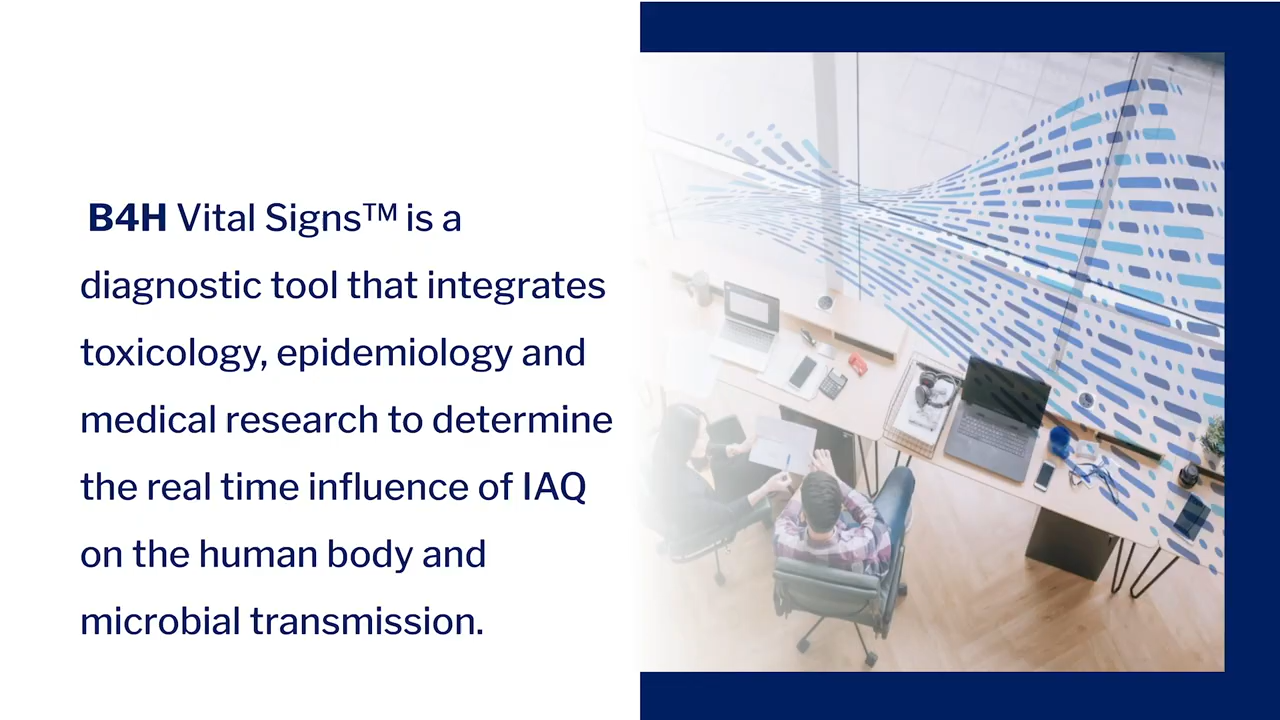 B4H Vital Signs™ is a
diagnostic tool that integrates
toxicology, epidemiology and
medical research to determine
the real time influence of IAQ
on the human body and
microbial transmission.